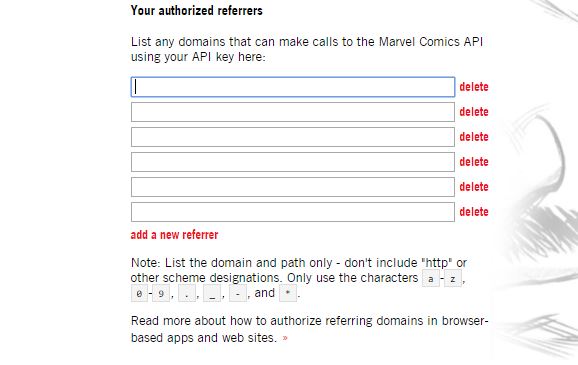 Your authorized referrers
List any domains that can make calls to the Marvel Comics API
using your API key here:
delete
delete
delete
delete
delete
delete
add a new referrer
Note: List the domain and path only - don't include "http" or
other scheme designations. Only use the characters a - z ,
0 - 9 , . , _ , - , and * .
Read more about how to authorize referring domains in browser-
based apps and web sites. »